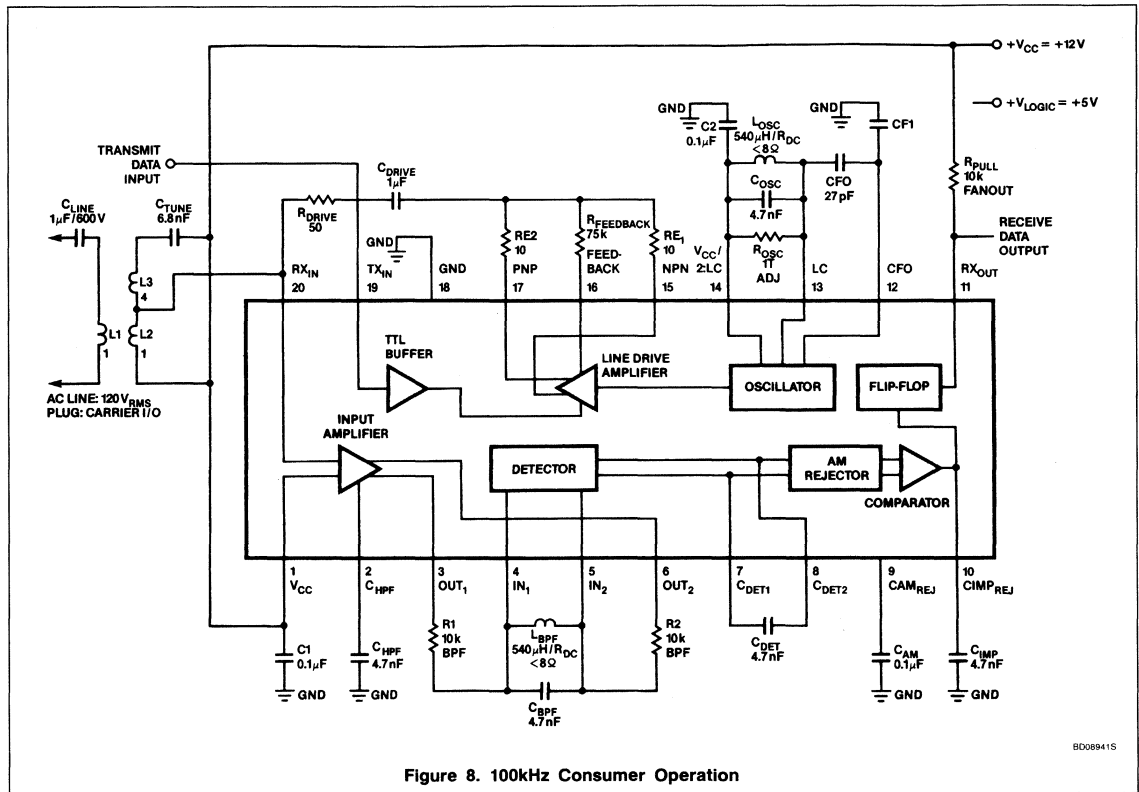 +VCC = +12V
+VLOGIC = +5V
GND
C2
0.1µF
LOSC
540µH/RDC
<8Ω
GND
CF1
TRANSMIT
DATA
INPUT
CLINE
1µF/600V
CTUNE
6.8nF
CDRIVE
1µF
RDRIVE
50
GND
RE2
10
RFEEDBACK
75k
RE1
10
COSC
4.7nF
CFO
27pF
RPULL
10k
FANOUT
RECEIVE
DATA
OUTPUT
ROSC
1T
ADJ
L3
4
L1
1
L2
1
RXIN
20
TXIN
19
GND
18
PNP
17
FEED-
BACK
16
NPN
15
VCC/
2:LC
14
LC
13
CFO
12
RXOUT
11
AC LINE: 120VRMS
PLUG: CARRIER I/O
TTL
BUFFER
LINE DRIVE
AMPLIFIER
OSCILLATOR
FLIP-FLOP
INPUT
AMPLIFIER
DETECTOR
AM
REJECTOR
COMPARATOR
1
VCC
2
CHPF
3
OUT1
4
IN1
5
IN2
6
OUT2
7
CDET1
8
CDET2
9
CAMREJ
10
CIMPREJ
C1
0.1µF
GND
CHPF
4.7nF
GND
R1
10k
BPF
LBPF
540µH/RDC
<8Ω
CBPF
4.7nF
R2
10k
BPF
CDET
4.7nF
CAM
0.1µF
GND
CIMP
4.7nF
GND
BD08941S
Figure 8. 100kHz Consumer Operation